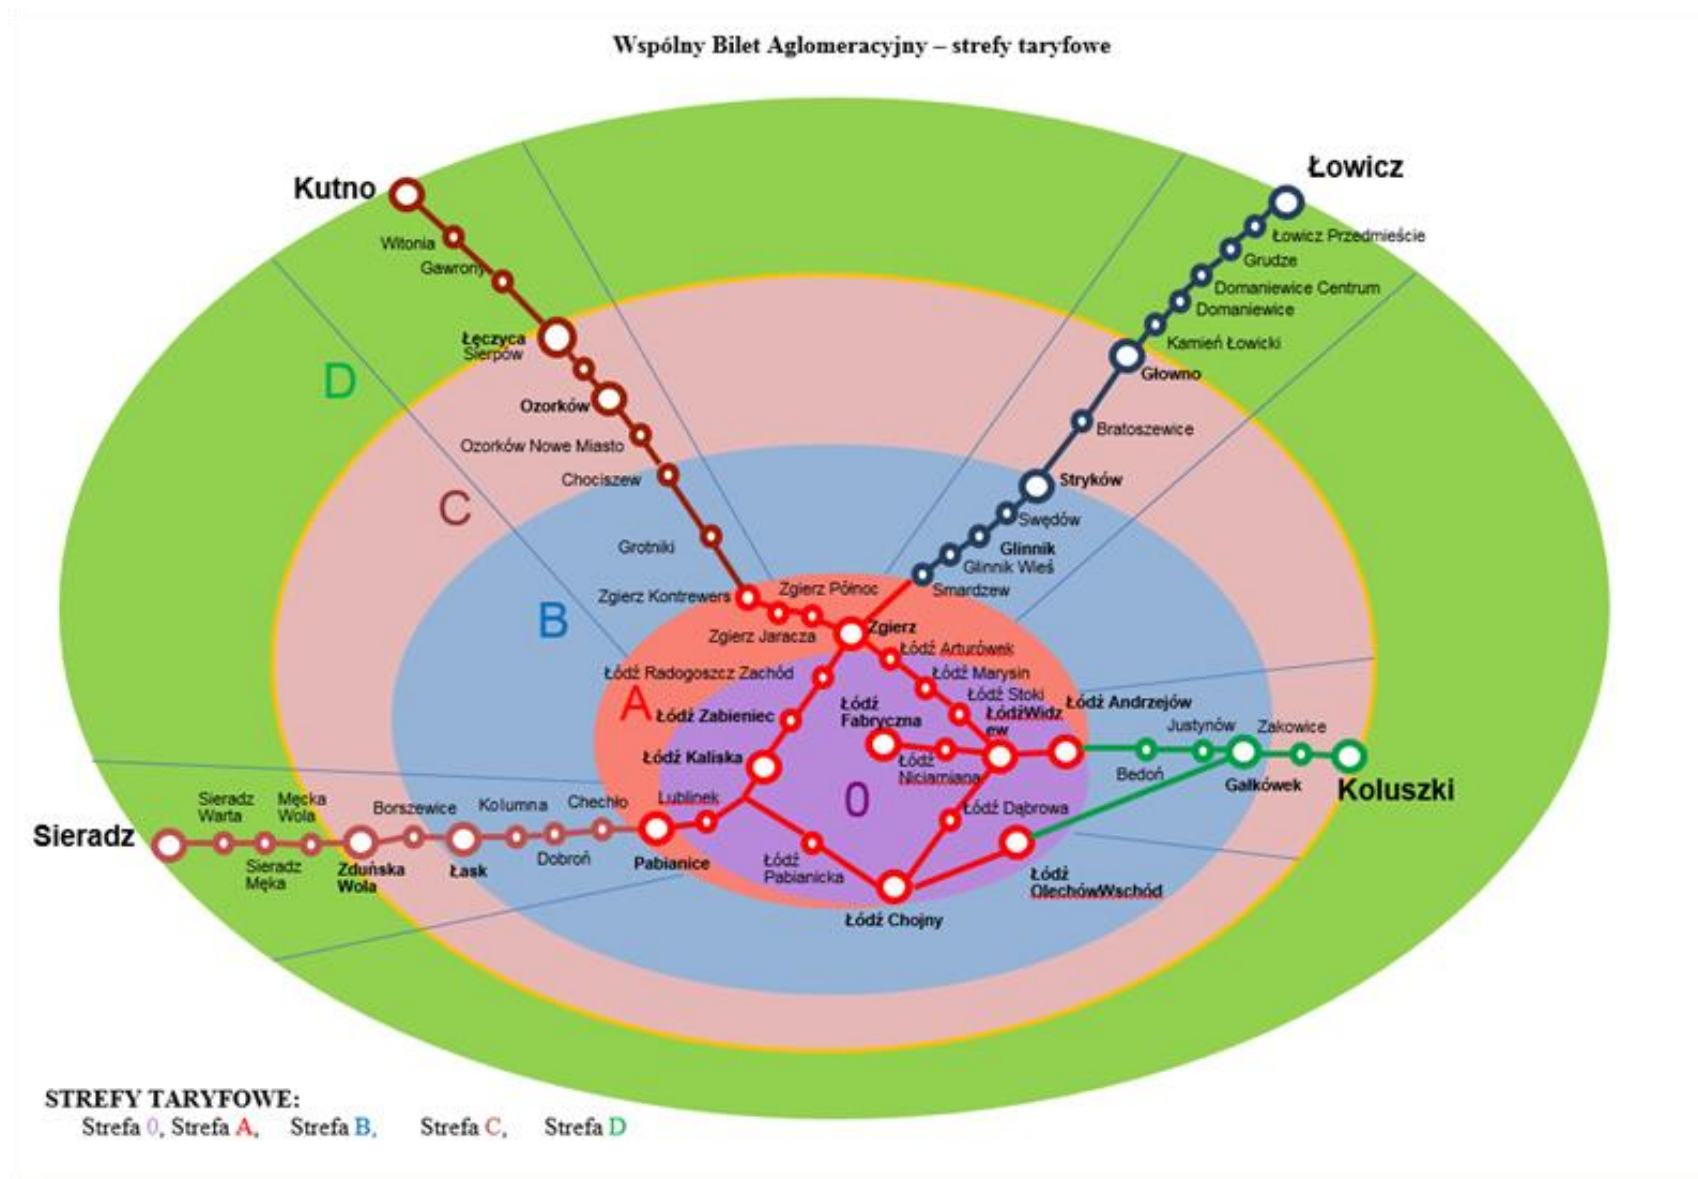 Wspólny Bilet Aglomeracyjny – strefy taryfowe
Kutno
Łowicz
Witonia
Gawrony
Łęczyca
Sierpów
Ozorków
Ozorków Nowe Miasto
Chociszew
Grotniki
Zgierz Kontrewers
Zgierz Jaracza
Zgierz Północ
Zgierz
Łowicz Przedmieście
Grudze
Domaniewice Centrum
Domaniewice
Kamień Łowicki
Głowno
Bratoszewice
Stryków
Swędów
Glinnik
Glinnik Wieś
Smardzew
D
C
B
A
0
Łódź Radogoszcz Zachód
Łódź Żabieniec
Łódź Kaliska
Lublinek
Łódź Arturówek
Łódź Marysin
Łódź Stoki
ŁódźWidz
ew
Łódź Andrzejów
Łódź
Fabryczna
Łódź
Niciarniana
Łódź Dąbrowa
Łódź
OlechówWschód
Łódź Chojny
Łódź
Pabianicka
Justynów
Zakowice
Bedoń
Gałkówek
Koluszki
Sieradz
Sieradz
Warta
Sieradz
Męka
Męcka
Wola
Zduńska
Wola
Borszewice
Łask
Kolumna
Dobroń
Chechło
Pabianice
STREFY TARYFOWE:
Strefa 0, Strefa A, Strefa B, Strefa C, Strefa D